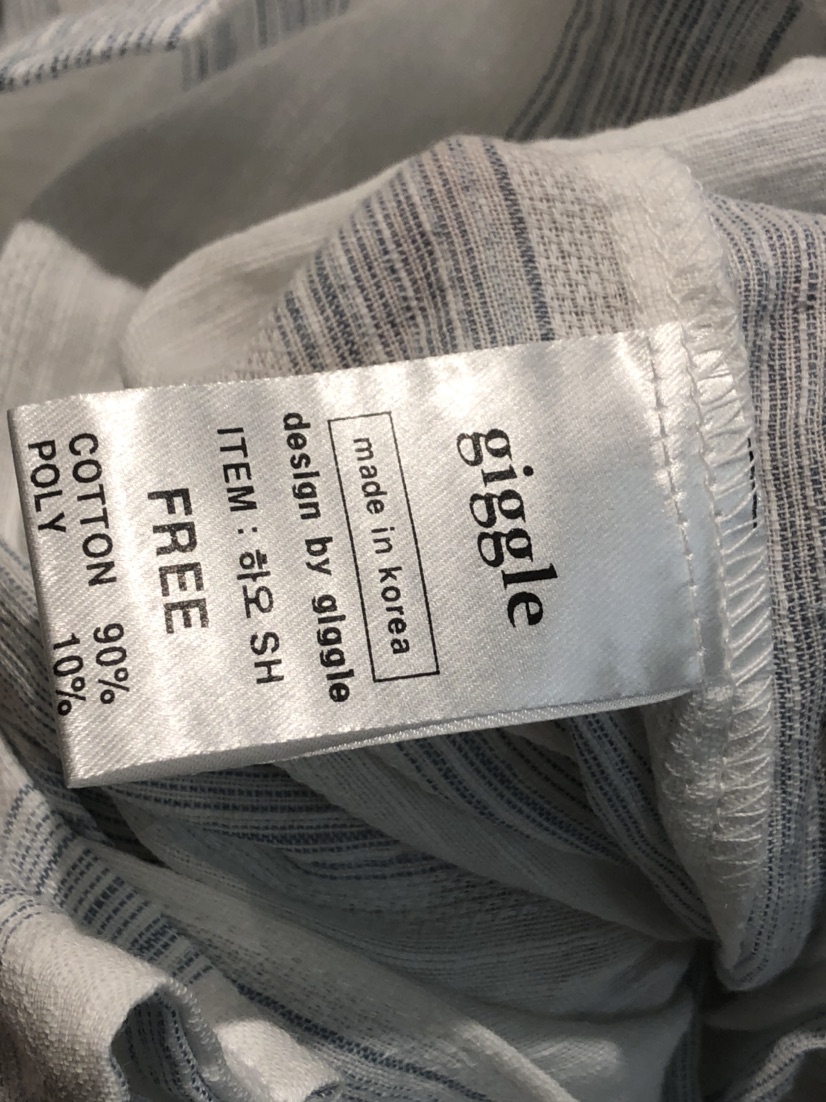 giggle
made in korea
design by giggle
ITEM : 하오 SH
FREE
COTTON 90%
POLY 10%